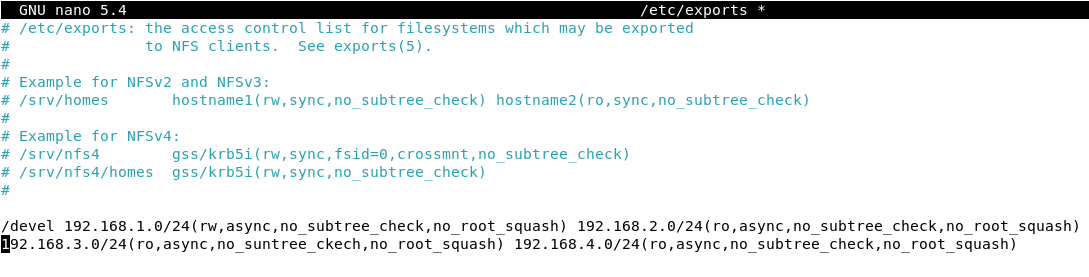 GNU nano 5.4 /etc/exports *
# /etc/exports: the access control list for filesystems which may be exported
# to NFS clients. See exports(5).
#
# Example for NFSv2 and NFSv3:
# /srv/homes hostname1(rw,sync,no_subtree_check) hostname2(ro,sync,no_subtree_check)
#
# Example for NFSv4:
# /srv/nfs4 gss/krb5i(rw,sync,fsid=0,crossmnt,no_subtree_check)
# /srv/nfs4/homes gss/krb5i(rw,sync,no_subtree_check)
#
/devel 192.168.1.0/24(rw,async,no_subtree_check,no_root_squash) 192.168.2.0/24(ro,async,no_subtree_check,no_root_squash)
192.168.3.0/24(ro,async,no_suntree_ckech,no_root_squash) 192.168.4.0/24(ro,async,no_subtree_check,no_root_squash)